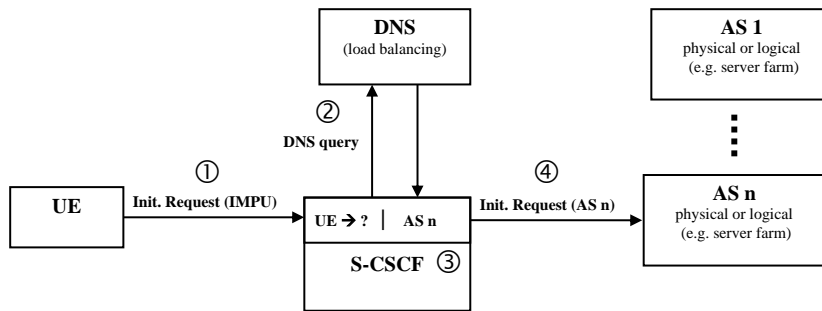 DNS
(load balancing)
AS 1
physical or logical
(e.g. server farm)
②
DNS query
①
④
UE
Init. Request (IMPU)
UE → ? | AS n
Init. Request (AS n)
S-CSCF ③
AS n
physical or logical
(e.g. server farm)